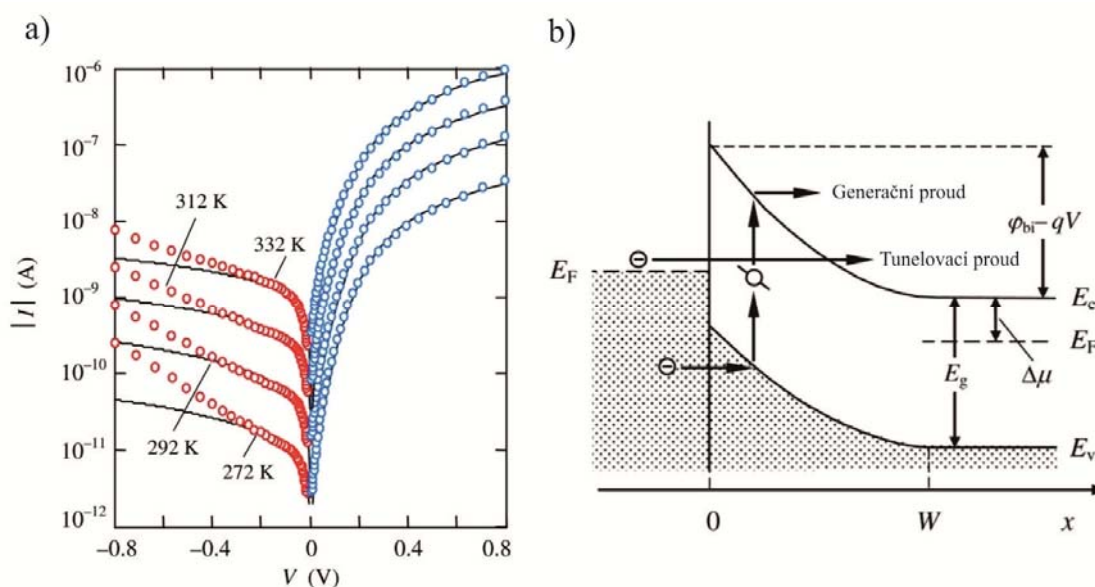 a)
10⁻⁶
10⁻⁷
10⁻⁸
10⁻⁹
10⁻¹⁰
10⁻¹¹
10⁻¹²
|I| (A)
312 K
332 K
292 K
272 K
−0.8
−0.4
0
0.4
0.8
V (V)
b)
Generační proud
Tunelovací proud
φbi−qV
EF
Ec
EF
Δμ
Eg
Ev
0
W
x